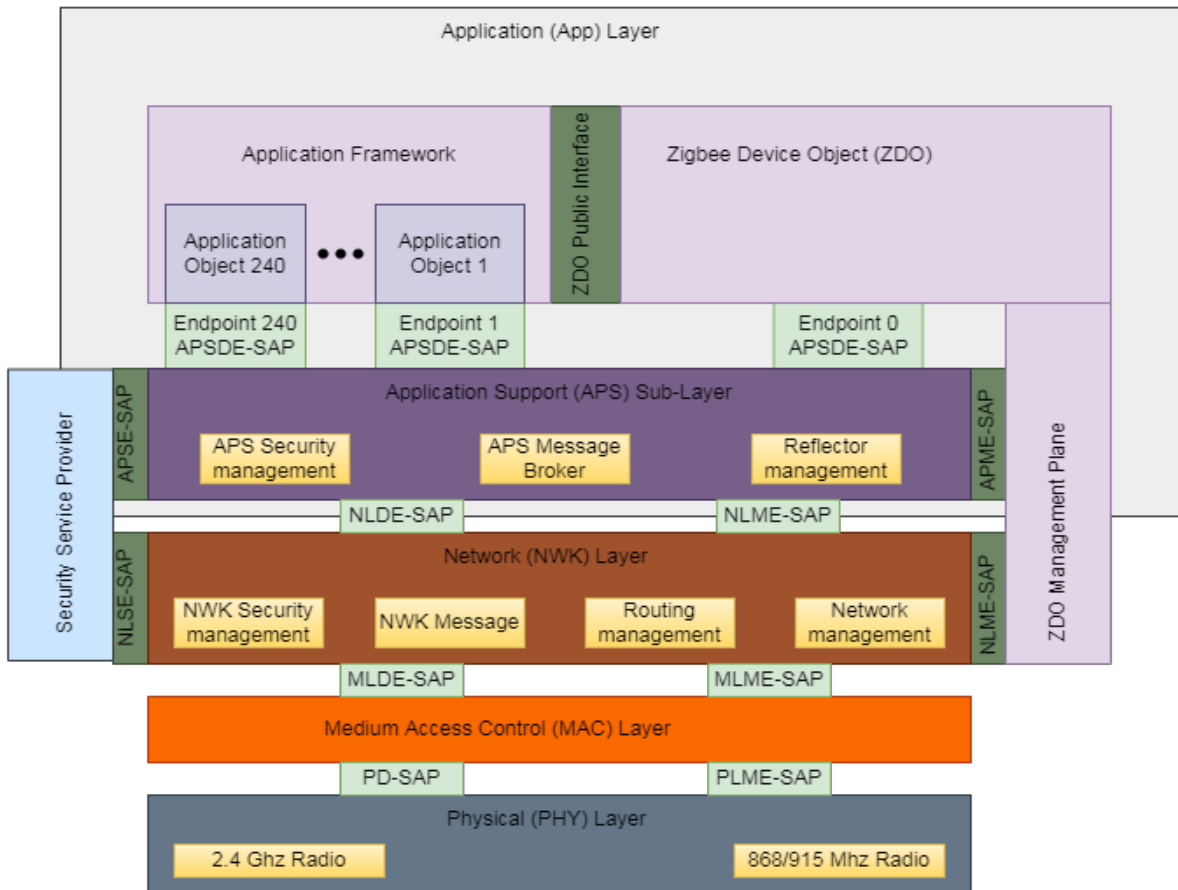 Application (App) Layer
Application Framework
ZDO Public Interface
Zigbee Device Object (ZDO)
Application
Object 240
Application
Object 1
Endpoint 240
APSDE-SAP
Endpoint 1
APSDE-SAP
Endpoint 0
APSDE-SAP
Security Service Provider
APSE-SAP
Application Support (APS) Sub-Layer
APS Security
management
APS Message
Broker
Reflector
management
APME-SAP
ZDO Management Plane
NLDE-SAP
NLME-SAP
NLSE-SAP
Network (NWK) Layer
NWK Security
management
NWK Message
Routing
management
Network
management
NLME-SAP
MLDE-SAP
MLME-SAP
Medium Access Control (MAC) Layer
PD-SAP
PLME-SAP
Physical (PHY) Layer
2.4 Ghz Radio
868/915 Mhz Radio